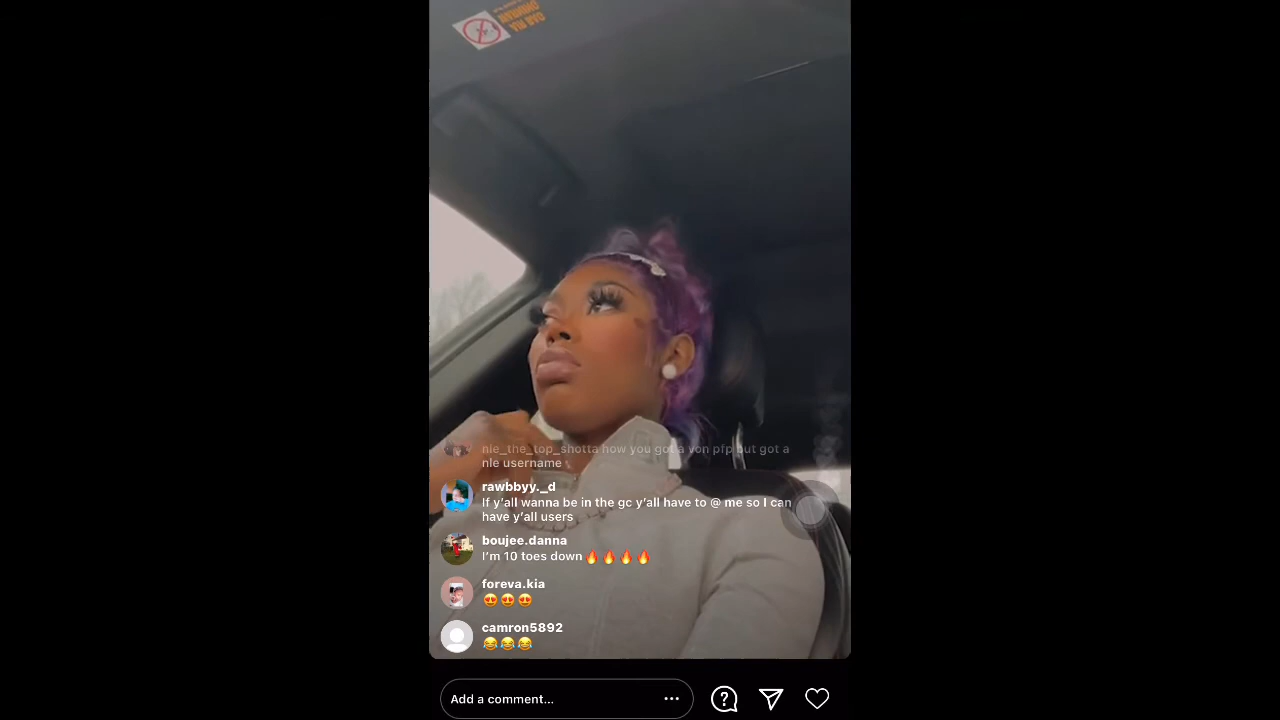 nle_the_top_shotta how you got a von pfp but got a
nle username
rawbbyy._d
If y'all wanna be in the gc y'all have to @ me so I can
have y'all users
boujee.danna
I'm 10 toes down 🔥🔥🔥🔥
foreva.kia
😍😍😍
camron5892
😂😂😂
Add a comment...